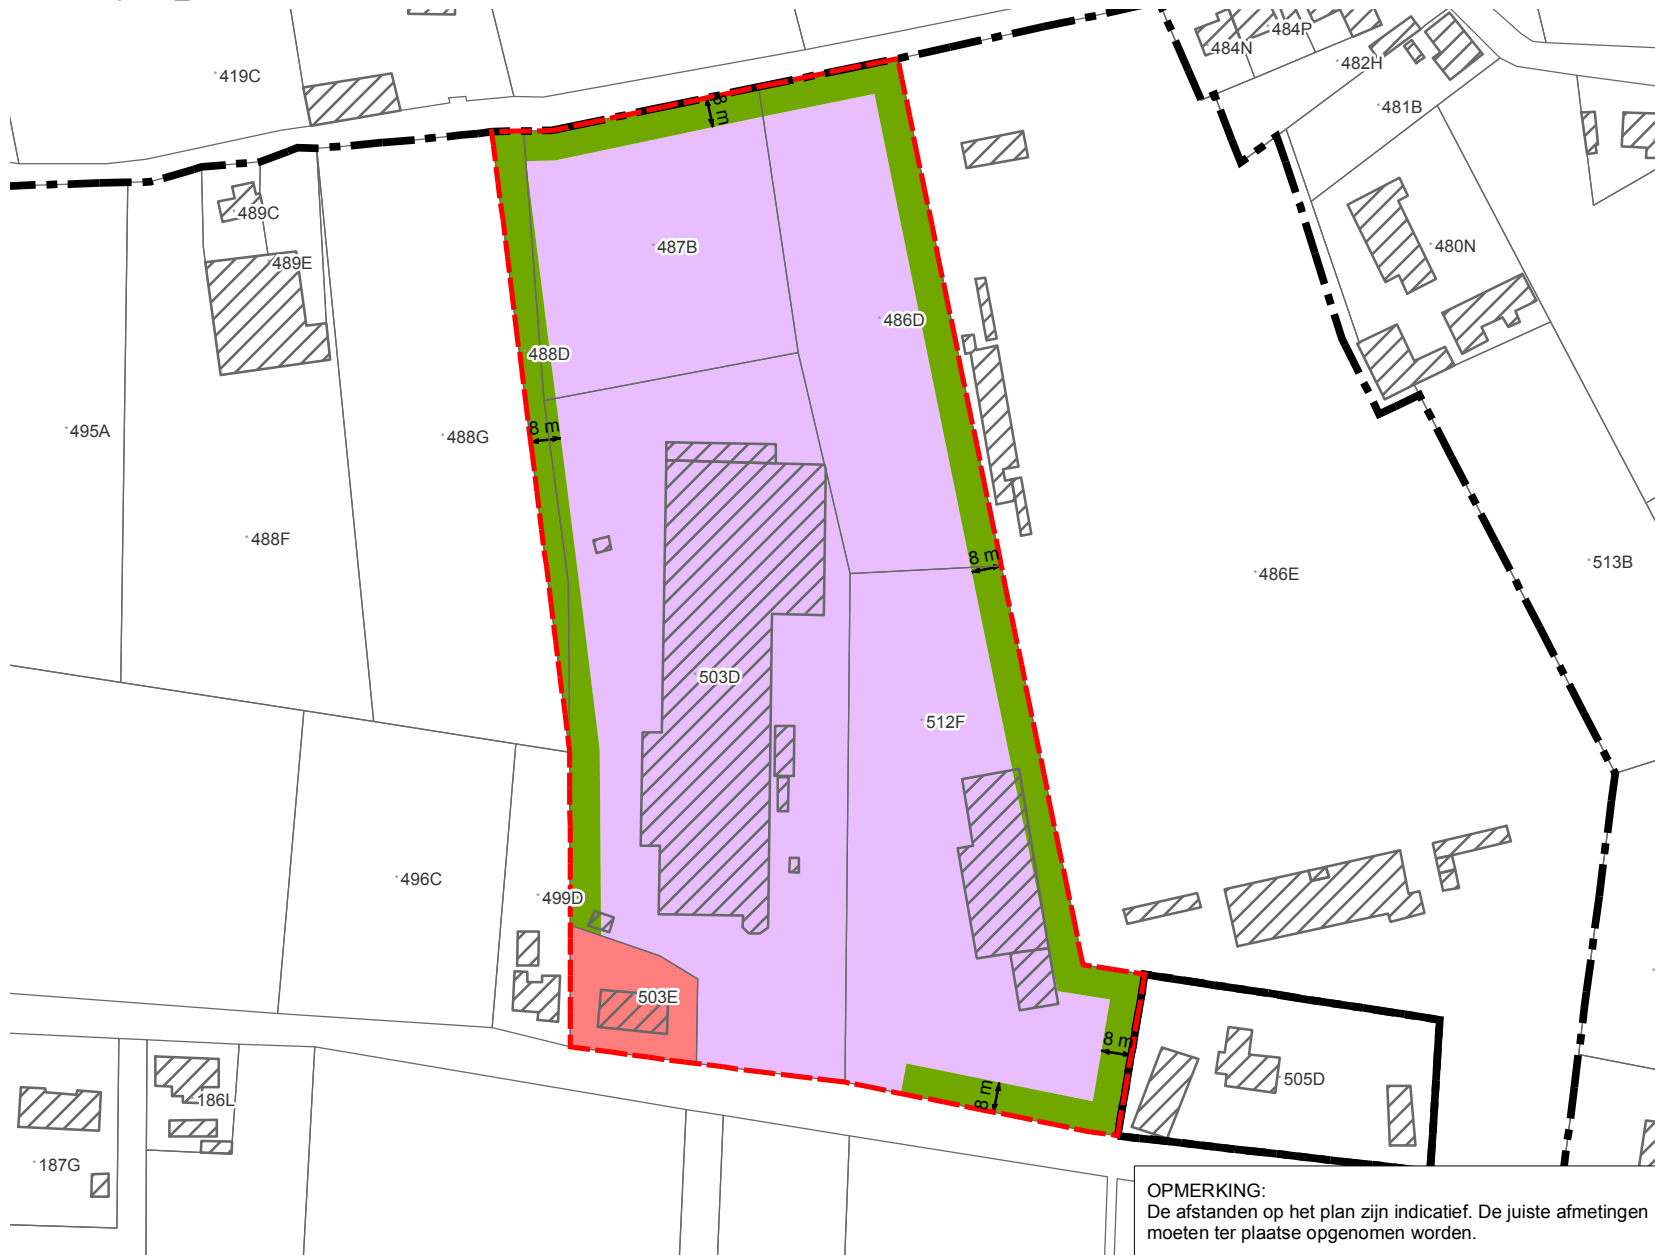 484P
484N
482H
419C
481B
8 m
489C
487B
480N
489E
486D
488D
8 m
495A
488G
488F
8 m
486E
513B
503D
512F
496C
499D
503E
8 m
505D
8 m
186L
187G
OPMERKING:
De afstanden op het plan zijn indicatief. De juiste afmetingen
moeten ter plaatse opgenomen worden.